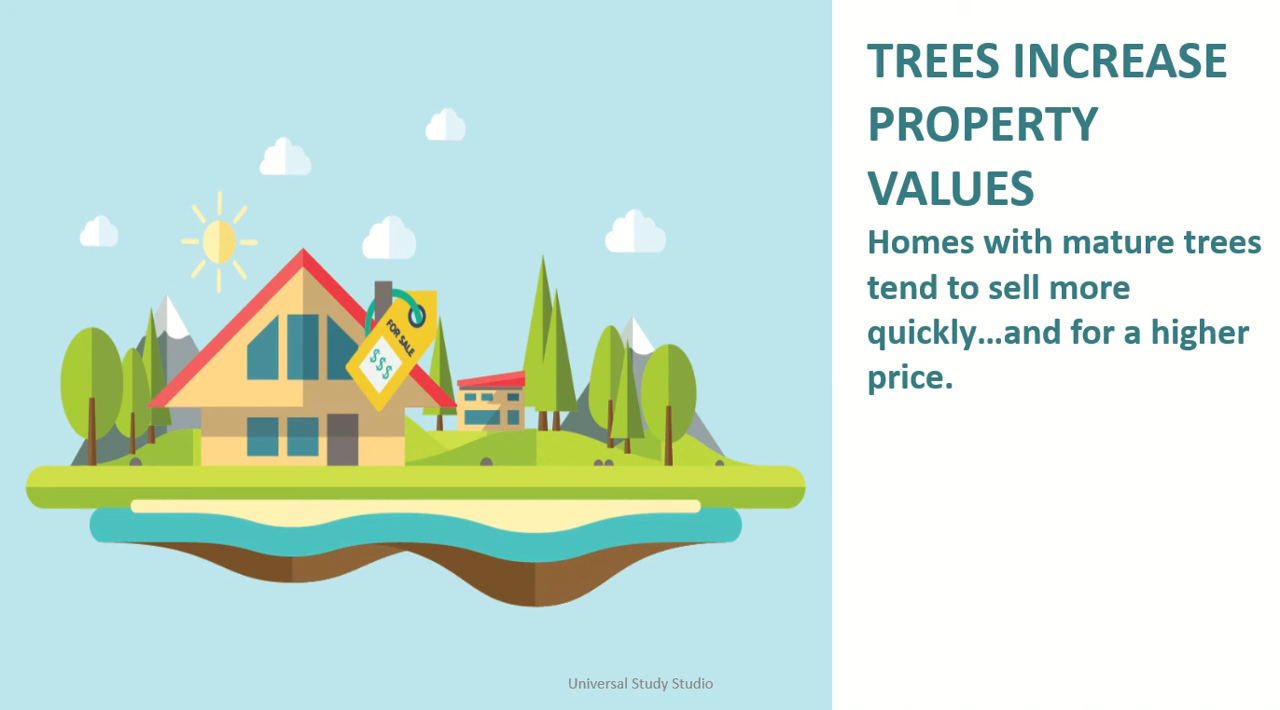 TREES INCREASE
PROPERTY
VALUES
Homes with mature trees
tend to sell more
quickly...and for a higher
price.
FOR SALE
$$$
Universal Study Studio